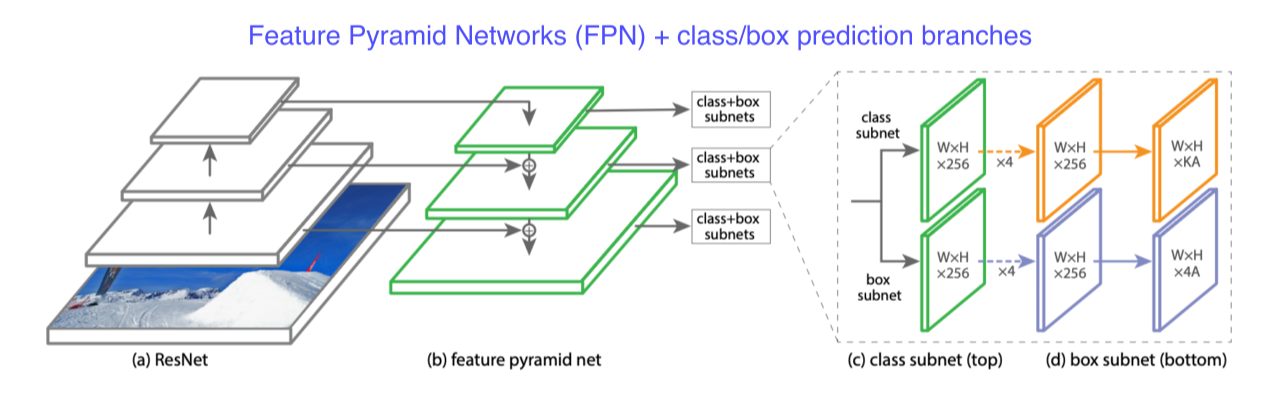 Feature Pyramid Networks (FPN) + class/box prediction branches
class+box
subnets
class+box
subnets
class+box
subnets
class
subnet
W×H
×256
×4
W×H
×256
W×H
×KA
box
subnet
W×H
×256
×4
W×H
×256
W×H
×4A
(a) ResNet
(b) feature pyramid net
(c) class subnet (top)
(d) box subnet (bottom)